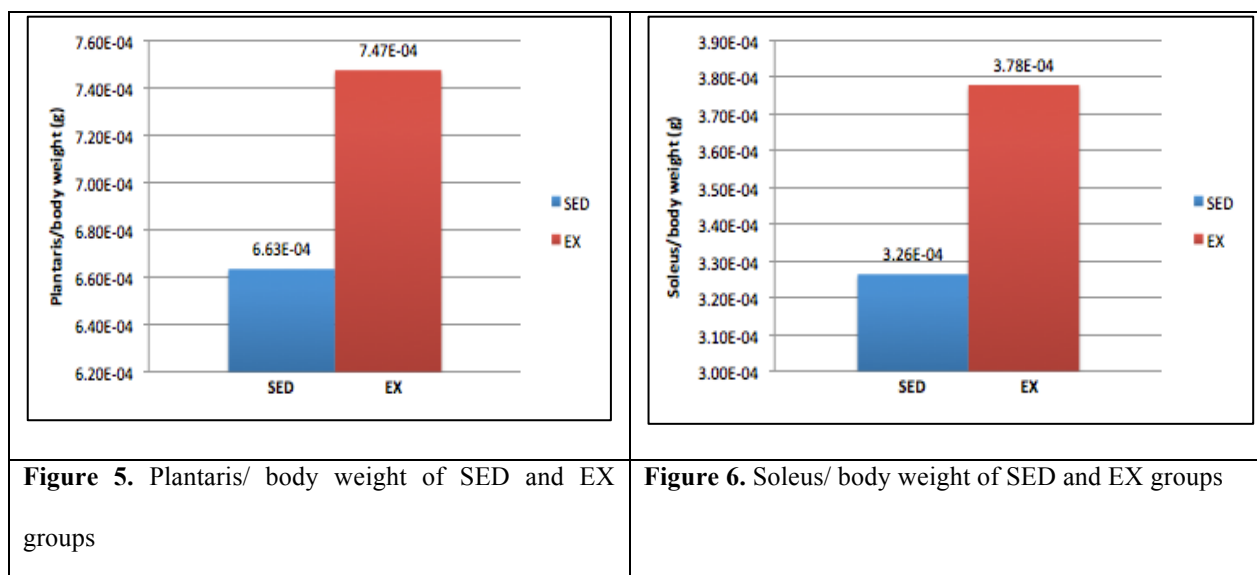 Plantaris/body weight (g)
7.60E-04
7.40E-04
7.20E-04
7.00E-04
6.80E-04
6.60E-04
6.40E-04
6.20E-04
6.63E-04
7.47E-04
SED
EX
SED
EX
Soleus/body weight (g)
3.90E-04
3.80E-04
3.70E-04
3.60E-04
3.50E-04
3.40E-04
3.30E-04
3.20E-04
3.10E-04
3.00E-04
3.26E-04
3.78E-04
SED
EX
SED
EX
Figure 5. Plantaris/ body weight of SED and EX
groups
Figure 6. Soleus/ body weight of SED and EX groups